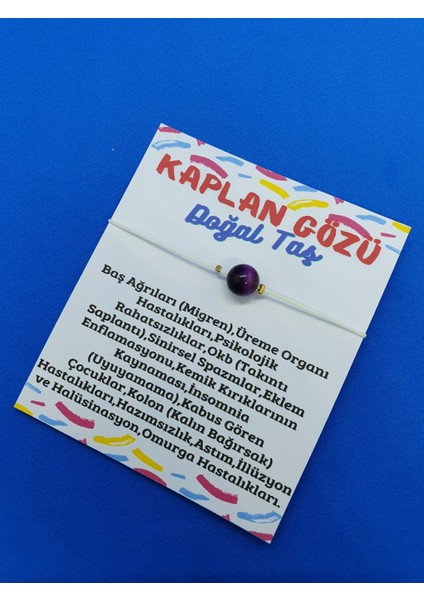 KAPLAN GÖZÜ
Doğal Taş
Baş Ağrıları (Migren),Üreme Organı
Hastalıkları,Psikolojik
Rahatsızlıklar,Okb (Takıntı
Saplantı),Sinirsel Spazmlar,Eklem
Enflamasyonu,Kemik Kırıklarının
Kaynaması,İnsomnia
(Uyuyamama),Kabus Gören
Çocuklar,Kolon (Kalın Bağırsak)
Hastalıkları,Hazımsızlık,Astım,İllüzyon
ve Halüsinasyon,Omurga Hastalıkları.